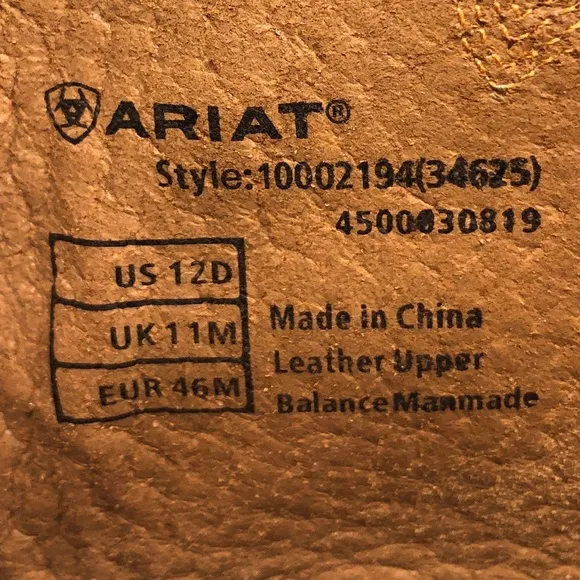 ARIAT®
Style:10002194(34625)
4500030819
US 12D
UK 11M
EUR 46M
Made in China
Leather Upper
Balance Manmade